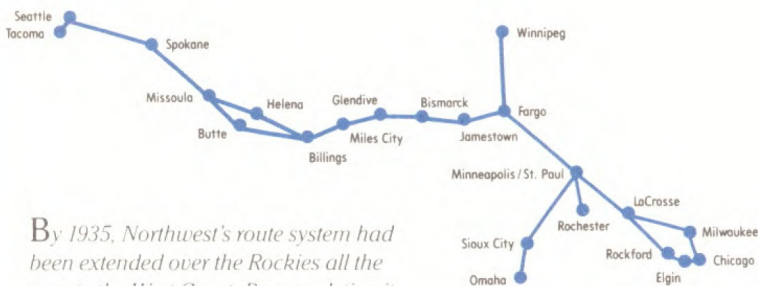 Seattle
Tacoma
Spokane
Winnipeg
Missoula
Helena
Glendive
Bismarck
Fargo
Butte
Miles City
Jamestown
Billings
Minneapolis/St. Paul
LaCrosse
Rochester
Milwaukee
Sioux City
Rockford
Chicago
Elgin
Omaha
By 1935, Northwest's route system had
been extended over the Rockies all the